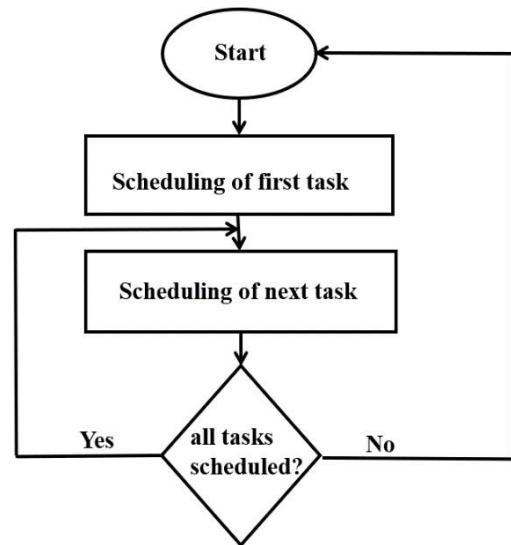 Start
Scheduling of first task
Scheduling of next task
Yes
all tasks
scheduled?
No